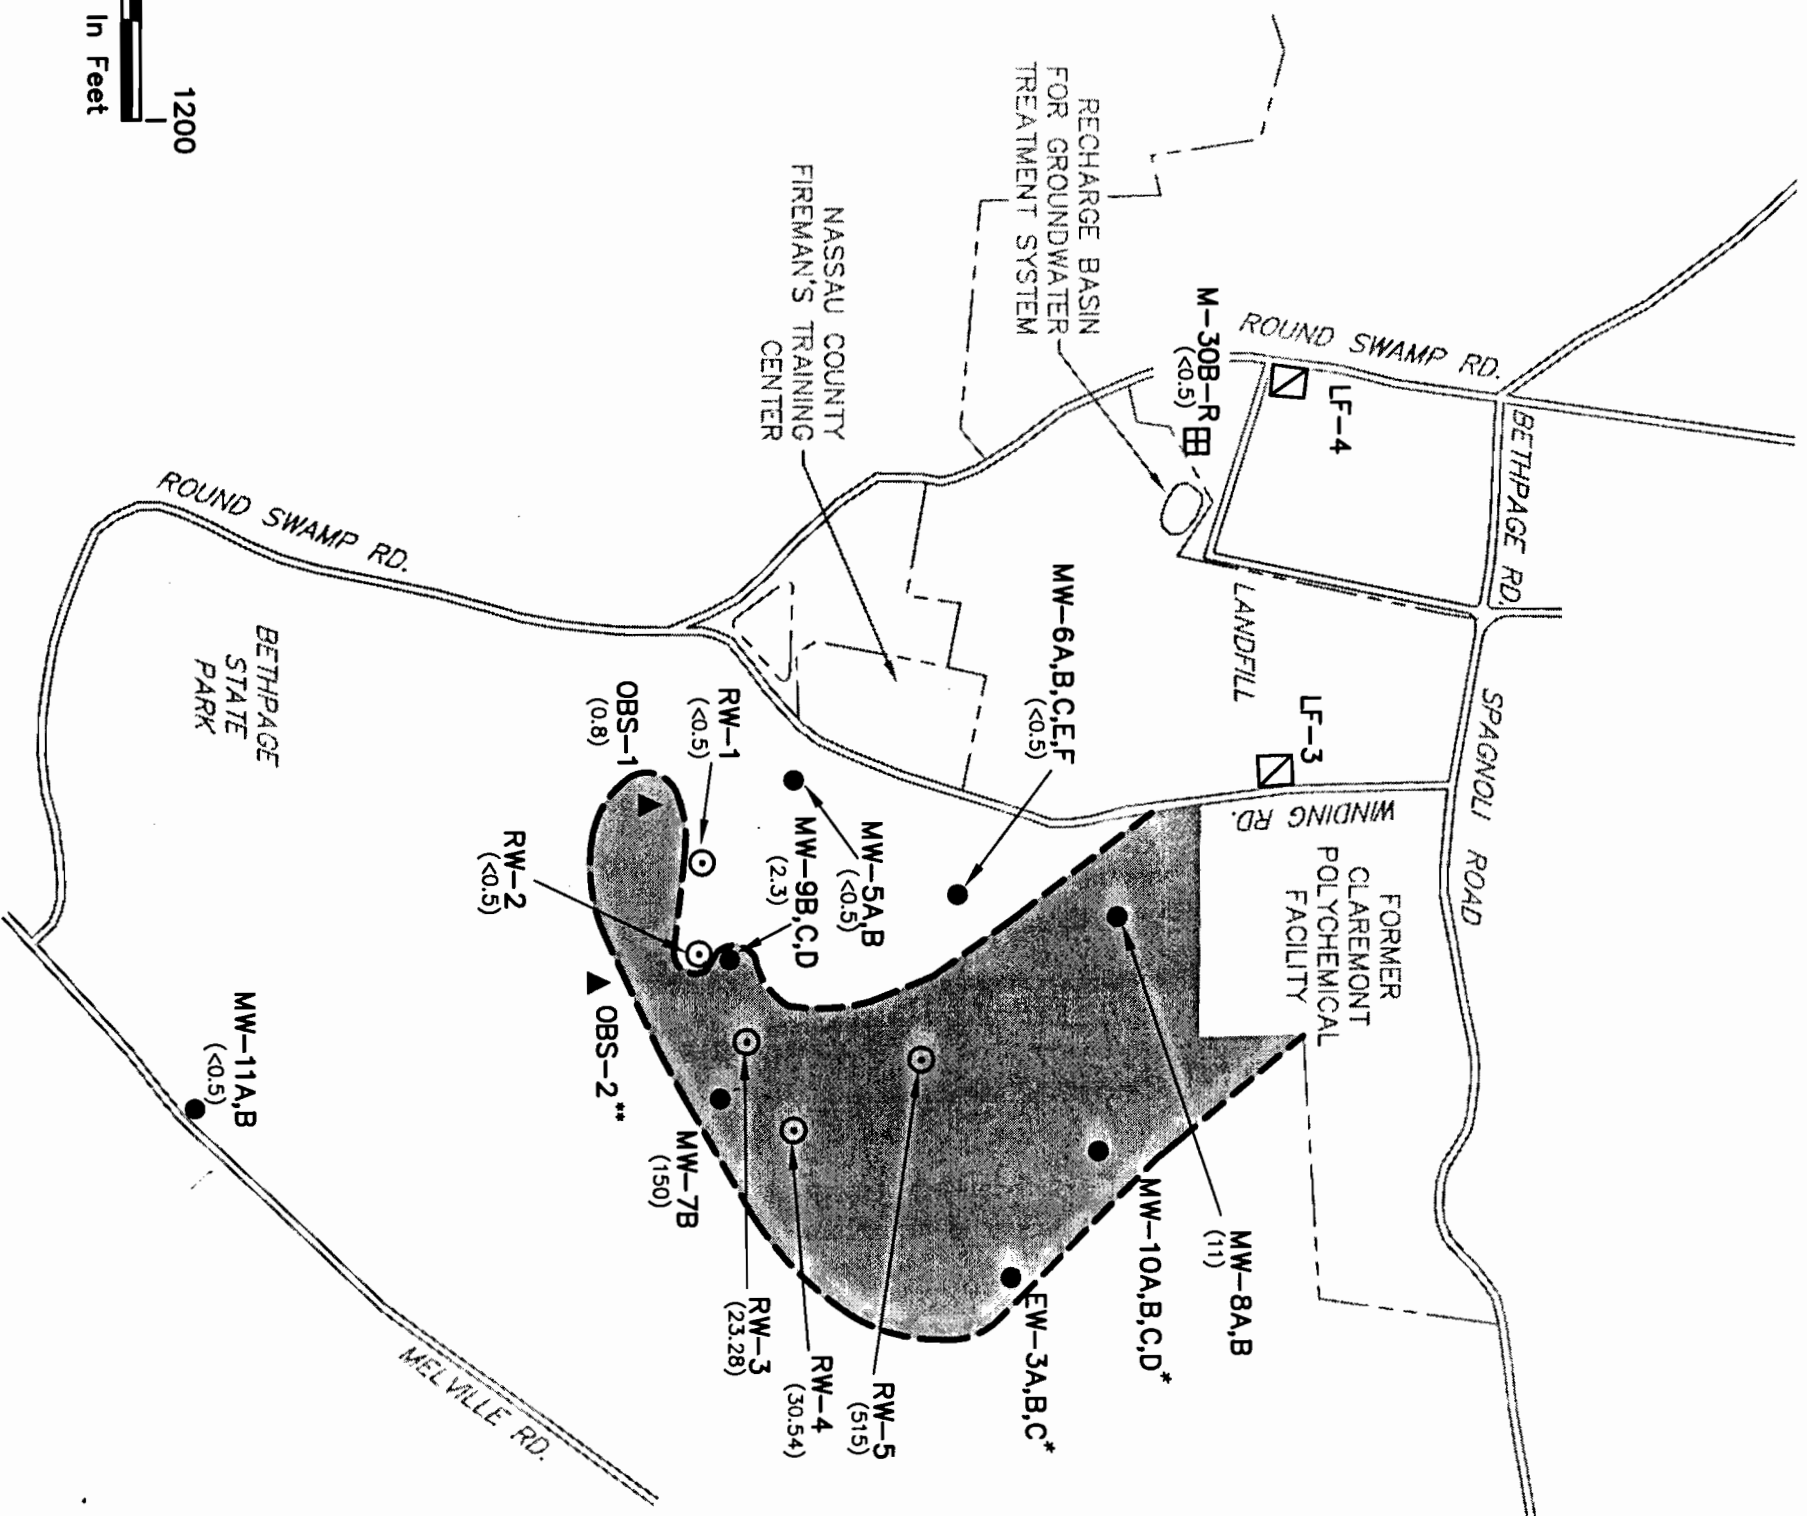 1200
In Feet
RECHARGE BASIN
FOR GROUNDWATER
TREATMENT SYSTEM
NASSAU COUNTY
FIREMAN'S TRAINING
CENTER
M-30B-R
(<0.5)
ROUND SWAMP RD.
LF-4
BETHPAGE RD.
LANDFILL
LF-3
SPAGNOLI ROAD
WINDING RD.
FORMER
CLAREMONT
POLYCHEMICAL
FACILITY
MW-6A,B,C,E,F
(<0.5)
MW-5A,B
(<0.5)
MW-9B,C,D
(2.3)
RW-1
(<0.5)
OBS-1
(0.8)
RW-2
(<0.5)
ROUND SWAMP RD.
BETHPAGE
STATE
PARK
OBS-2**
MW-7B
(150)
MW-11A,B
(<0.5)
MW-8A,B
(11)
MW-10A,B,C,D*
EW-3A,B,C*
RW-5
(515)
RW-4
(30.54)
RW-3
(23.28)
MELVILLE RD.